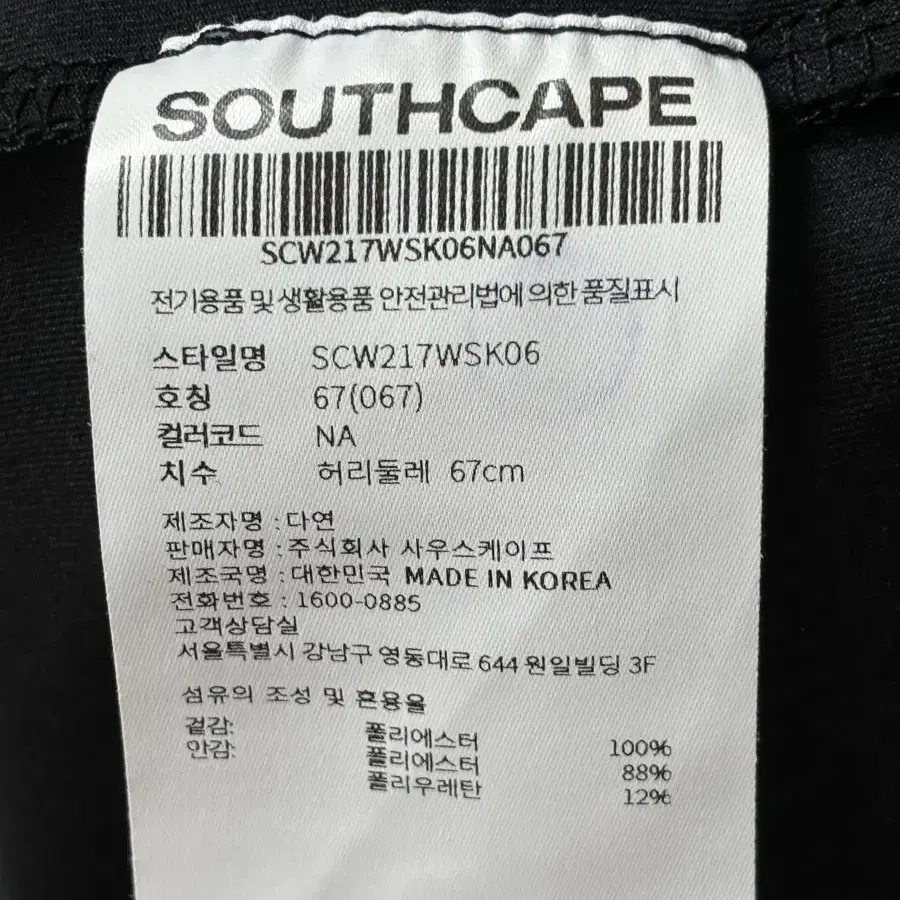 SOUTHCAPE
SCW217WSK06NA067
전기용품 및 생활용품 안전관리법에 의한 품질표시
스타일명 SCW217WSK06
호칭 67(067)
컬러코드 NA
치수 허리둘레 67cm
제조자명 : 다연
판매자명 : 주식회사 사우스케이프
제조국명 : 대한민국 MADE IN KOREA
전화번호 : 1600-0885
고객상담실
서울특별시 강남구 영동대로 644 원일빌딩 3F
섬유의 조성 및 혼용율
겉감: 폴리에스터 100%
안감: 폴리에스터 88%
폴리우레탄 12%